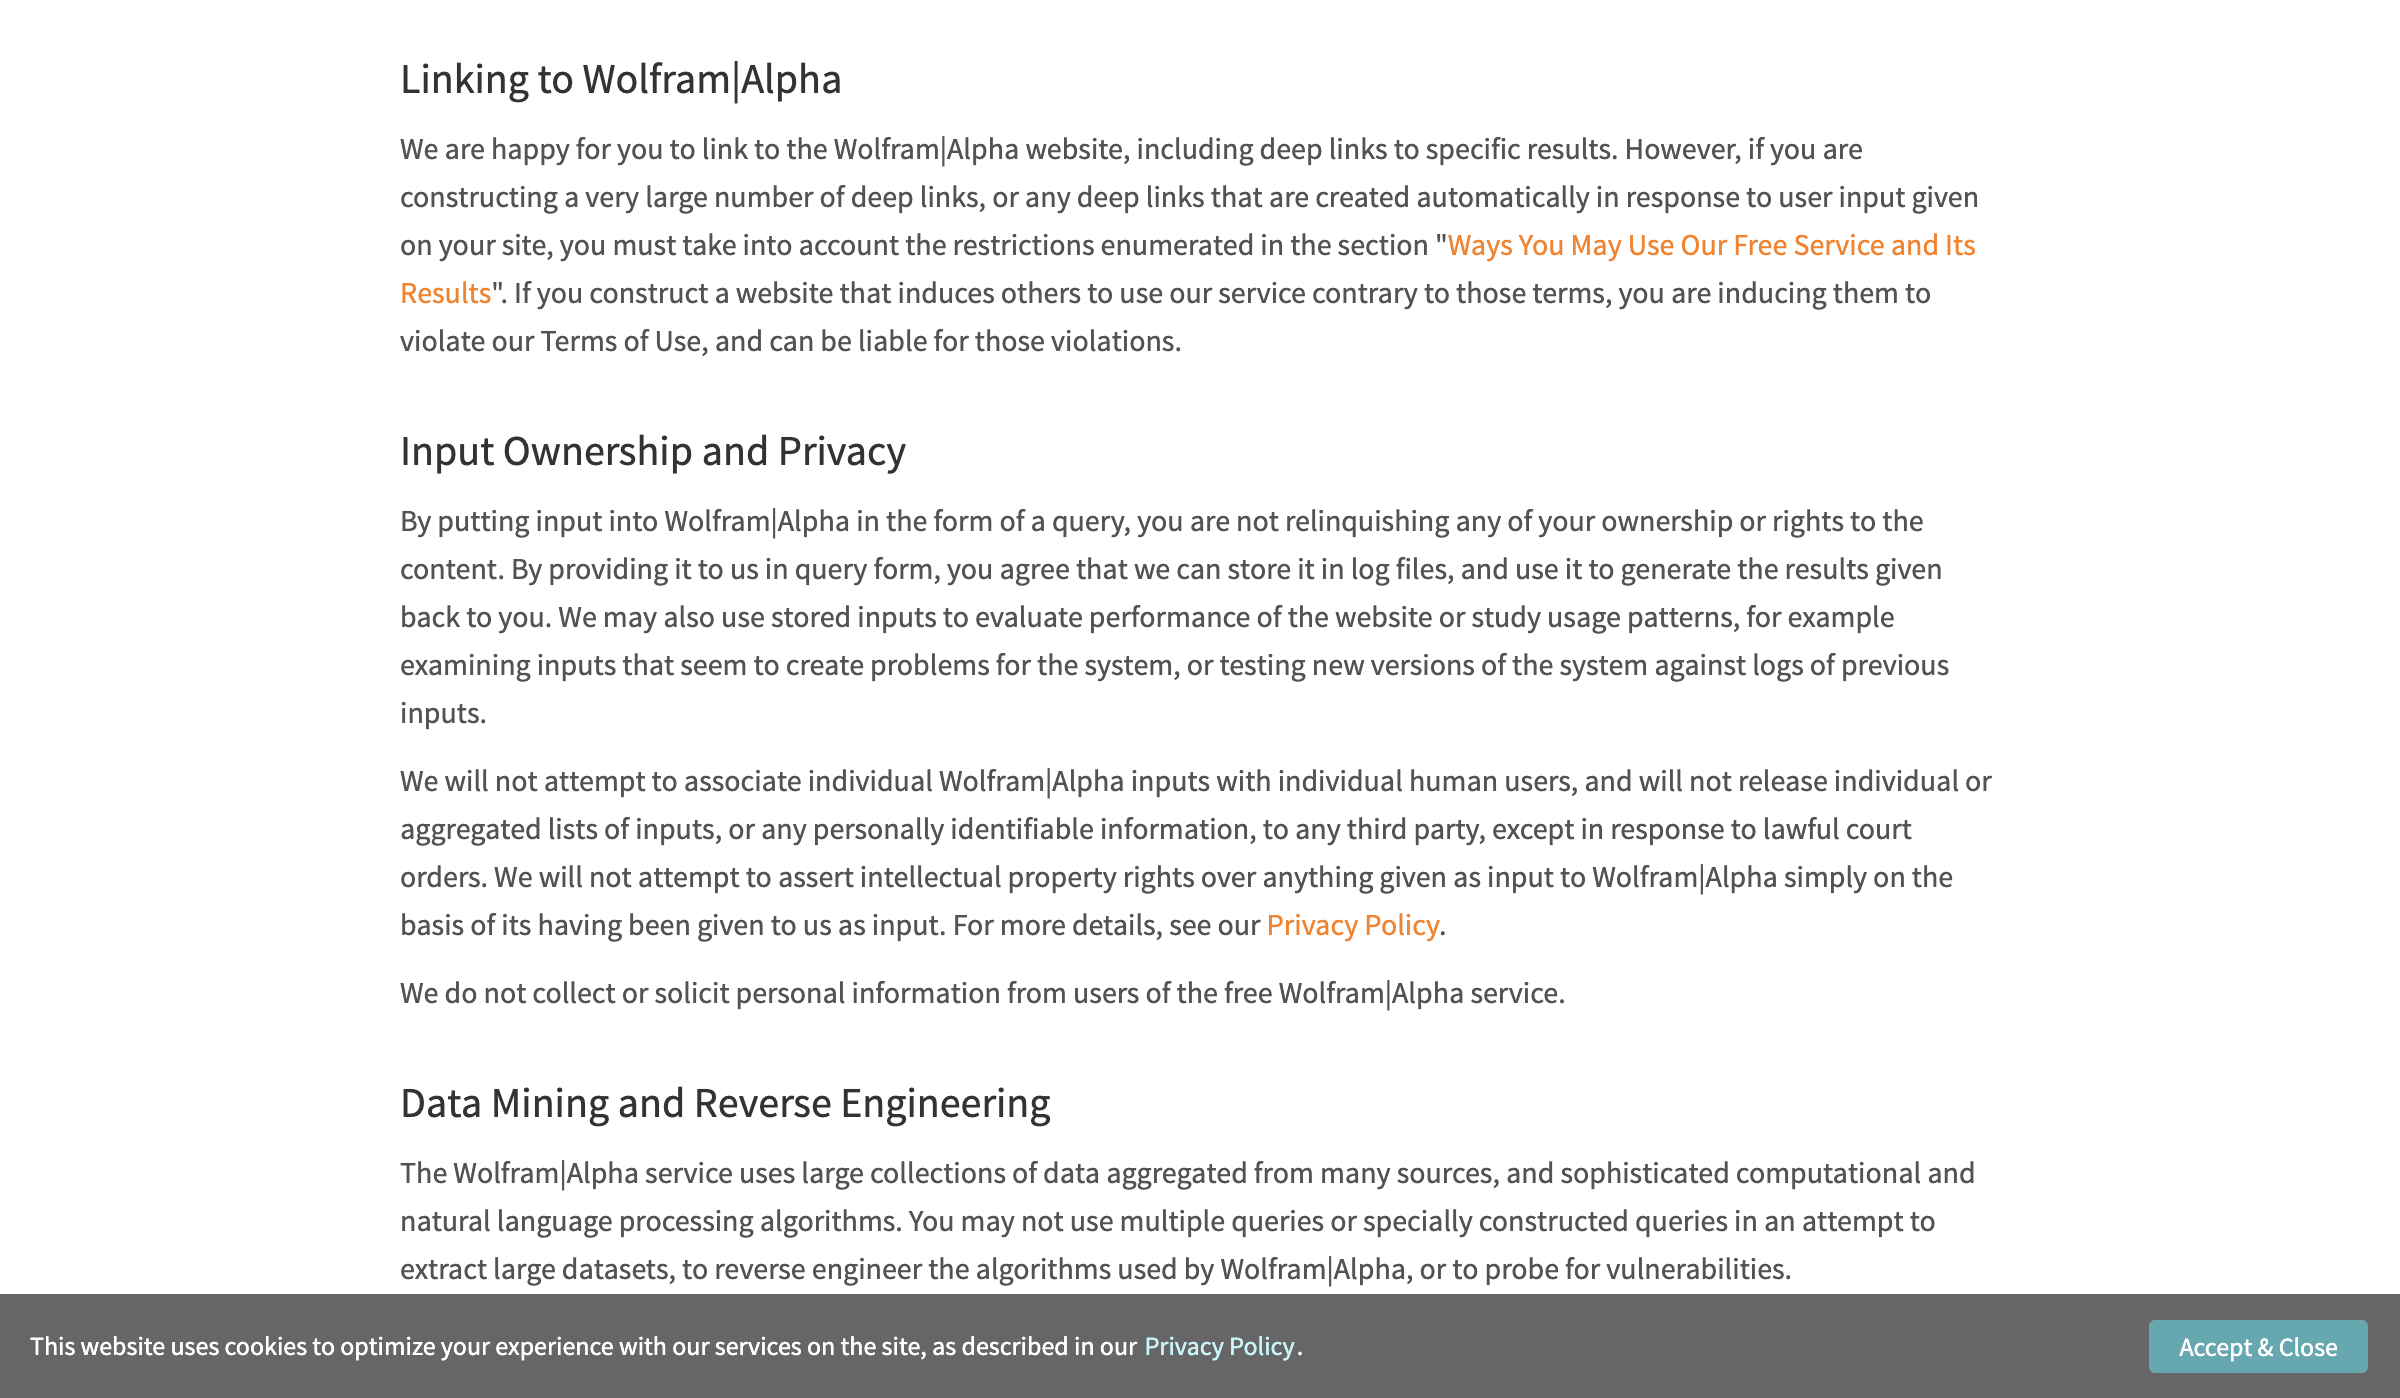 Linking to Wolfram|Alpha
We are happy for you to link to the Wolfram|Alpha website, including deep links to specific results. However, if you are
constructing a very large number of deep links, or any deep links that are created automatically in response to user input given
on your site, you must take into account the restrictions enumerated in the section "Ways You May Use Our Free Service and Its
Results". If you construct a website that induces others to use our service contrary to those terms, you are inducing them to
violate our Terms of Use, and can be liable for those violations.
Input Ownership and Privacy
By putting input into Wolfram|Alpha in the form of a query, you are not relinquishing any of your ownership or rights to the
content. By providing it to us in query form, you agree that we can store it in log files, and use it to generate the results given
back to you. We may also use stored inputs to evaluate performance of the website or study usage patterns, for example
examining inputs that seem to create problems for the system, or testing new versions of the system against logs of previous
inputs.
We will not attempt to associate individual Wolfram|Alpha inputs with individual human users, and will not release individual or
aggregated lists of inputs, or any personally identifiable information, to any third party, except in response to lawful court
orders. We will not attempt to assert intellectual property rights over anything given as input to Wolfram|Alpha simply on the
basis of its having been given to us as input. For more details, see our Privacy Policy.
We do not collect or solicit personal information from users of the free Wolfram|Alpha service.
Data Mining and Reverse Engineering
The Wolfram|Alpha service uses large collections of data aggregated from many sources, and sophisticated computational and
natural language processing algorithms. You may not use multiple queries or specially constructed queries in an attempt to
extract large datasets, to reverse engineer the algorithms used by Wolfram|Alpha, or to probe for vulnerabilities.
This website uses cookies to optimize your experience with our services on the site, as described in our Privacy Policy.
Accept & Close